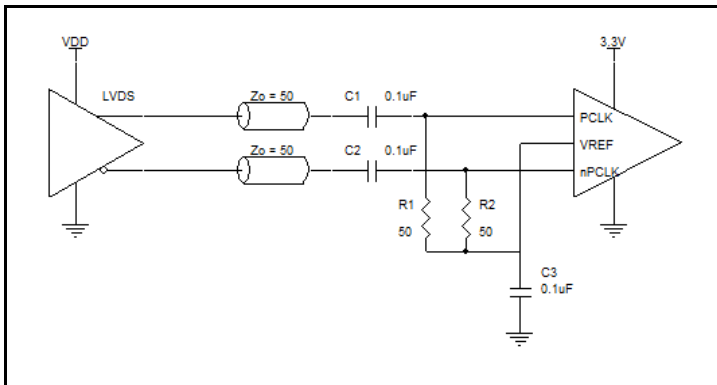 VDD
3.3V
LVDS
Zo = 50
C1
0.1uF
PCLK
VREF
Zo = 50
C2
0.1uF
nPCLK
R1
50
R2
50
C3
0.1uF